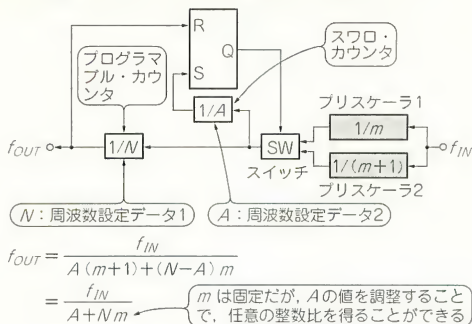 R
Q
S
プログラマ
ブル・カウ
ンタ
スワロ・
カウンタ
1/A
プリスケーラ1
1/m
fOUT
1/N
SW
スイッチ
fIN
1/(m+1)
プリスケーラ2
N：周波数設定データ1
A：周波数設定データ2
fOUT = fIN / A(m+1)+(N−A)m
= fIN / A+Nm
mは固定だが，Aの値を調整すること
で，任意の整数比を得ることができる